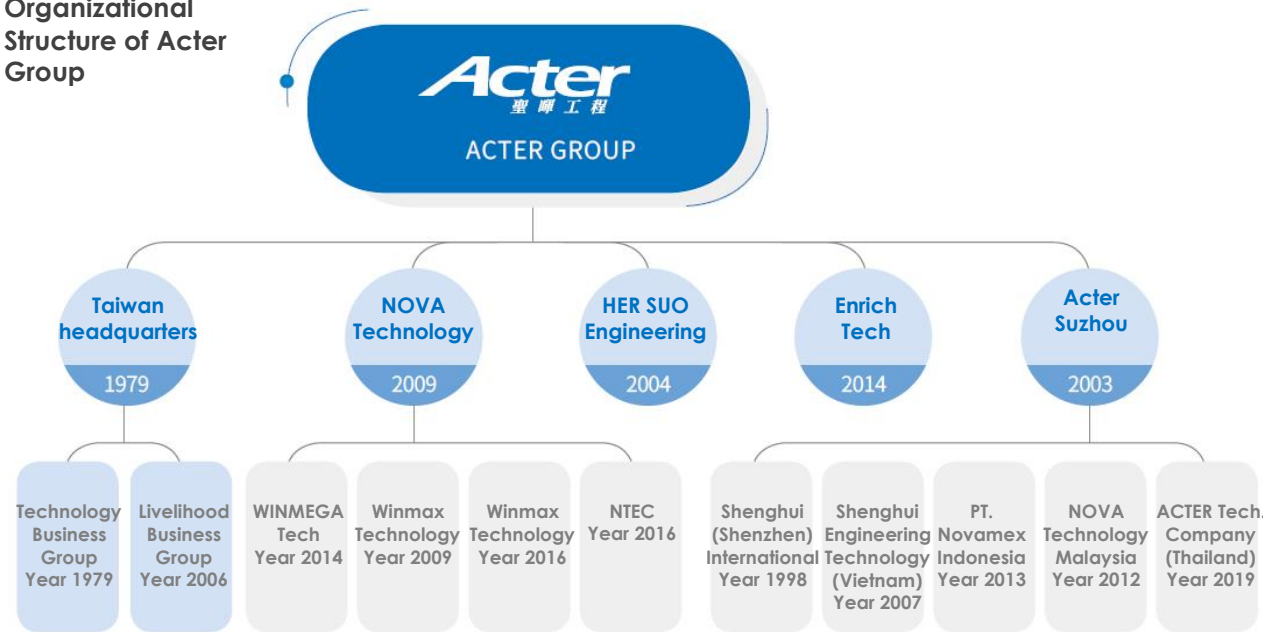 Organizational
Structure of Acter
Group
Acter
聖暉工程
ACTER GROUP
Taiwan
headquarters
1979
NOVA
Technology
2009
HER SUO
Engineering
2004
Enrich
Tech
2014
Acter
Suzhou
2003
Technology
Business
Group
Year 1979
Livelihood
Business
Group
Year 2006
WINMEGA
Tech
Year 2014
Winmax
Technology
Year 2009
Winmax
Technology
Year 2016
NTEC
Year 2016
Shenghui
(Shenzhen)
International
Year 1998
Shenghui
Engineering
Technology
(Vietnam)
Year 2007
PT.
Novamex
Indonesia
Year 2013
NOVA
Technology
Malaysia
Year 2012
ACTER Tech.
Company
(Thailand)
Year 2019